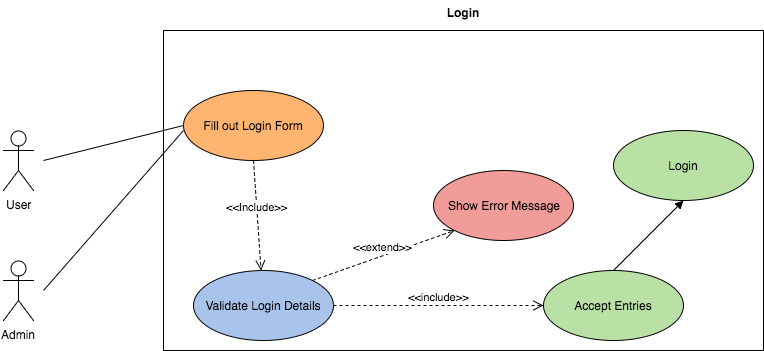 Login
Fill out Login Form
Login
User
<<Include>>
Show Error Message
<<extend>>
Validate Login Details
<<include>>
Accept Entries
Admin